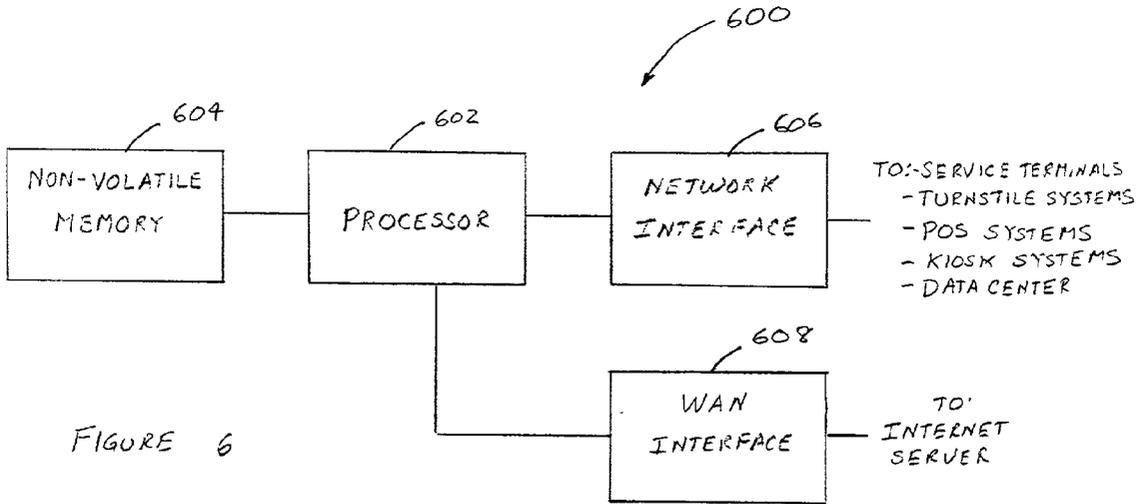 600
604
602
606
NON-VOLATILE
MEMORY
PROCESSOR
NETWORK
INTERFACE
TO:-SERVICE TERMINALS
- TURNSTILE SYSTEMS
- POS SYSTEMS
- KIOSK SYSTEMS
- DATA CENTER
608
WAN
INTERFACE
TO:
INTERNET
SERVER
FIGURE 6